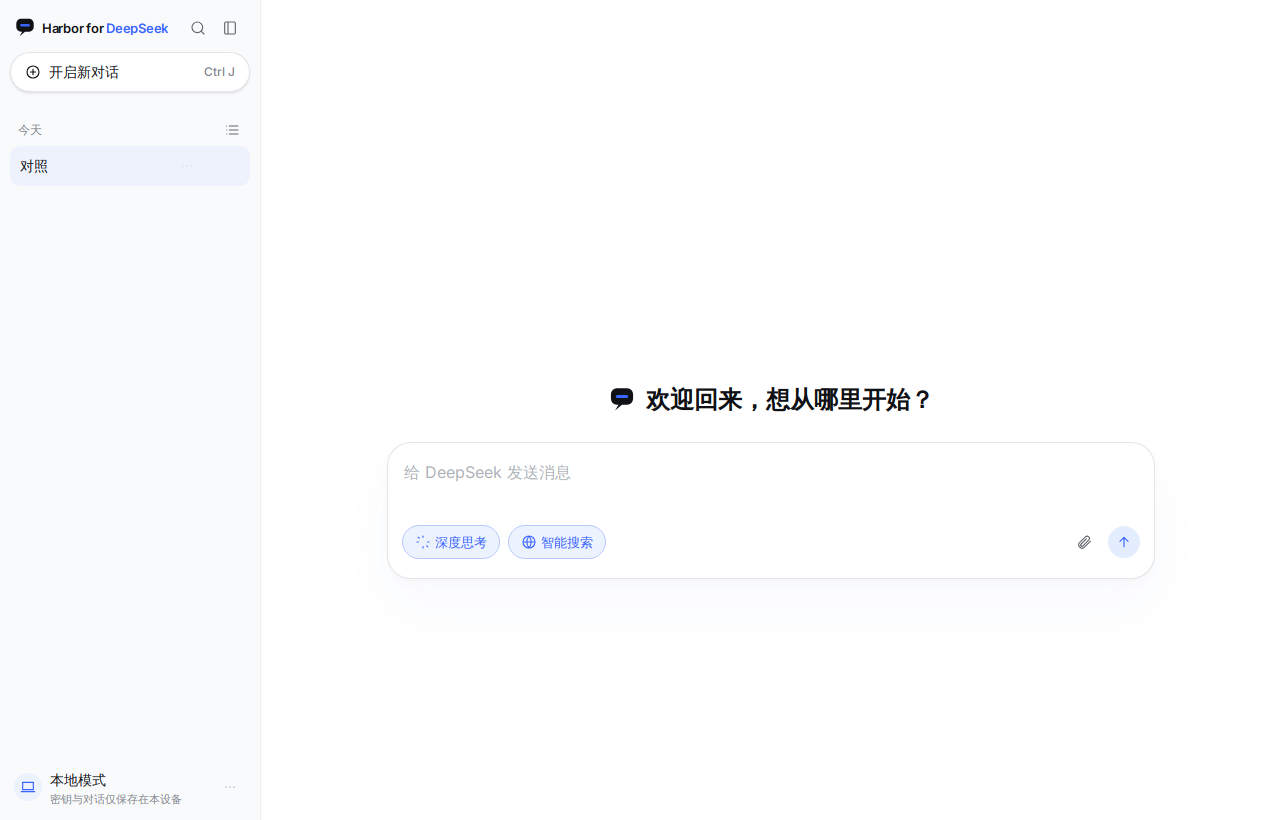 Harbor for DeepSeek
开启新对话 Ctrl J
今天
对照
欢迎回来，想从哪里开始？
给 DeepSeek 发送消息
深度思考 智能搜索
本地模式
密钥与对话仅保存在本设备